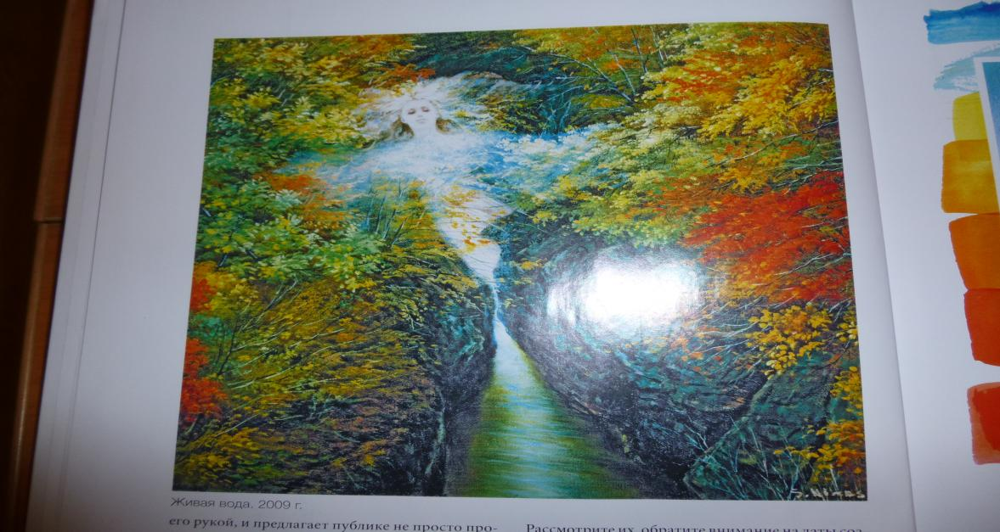 Живая вода. 2009 г.
его рукой, и предлагает публике не просто про-
Рассмотрите их, обратите внимание на даты соз-